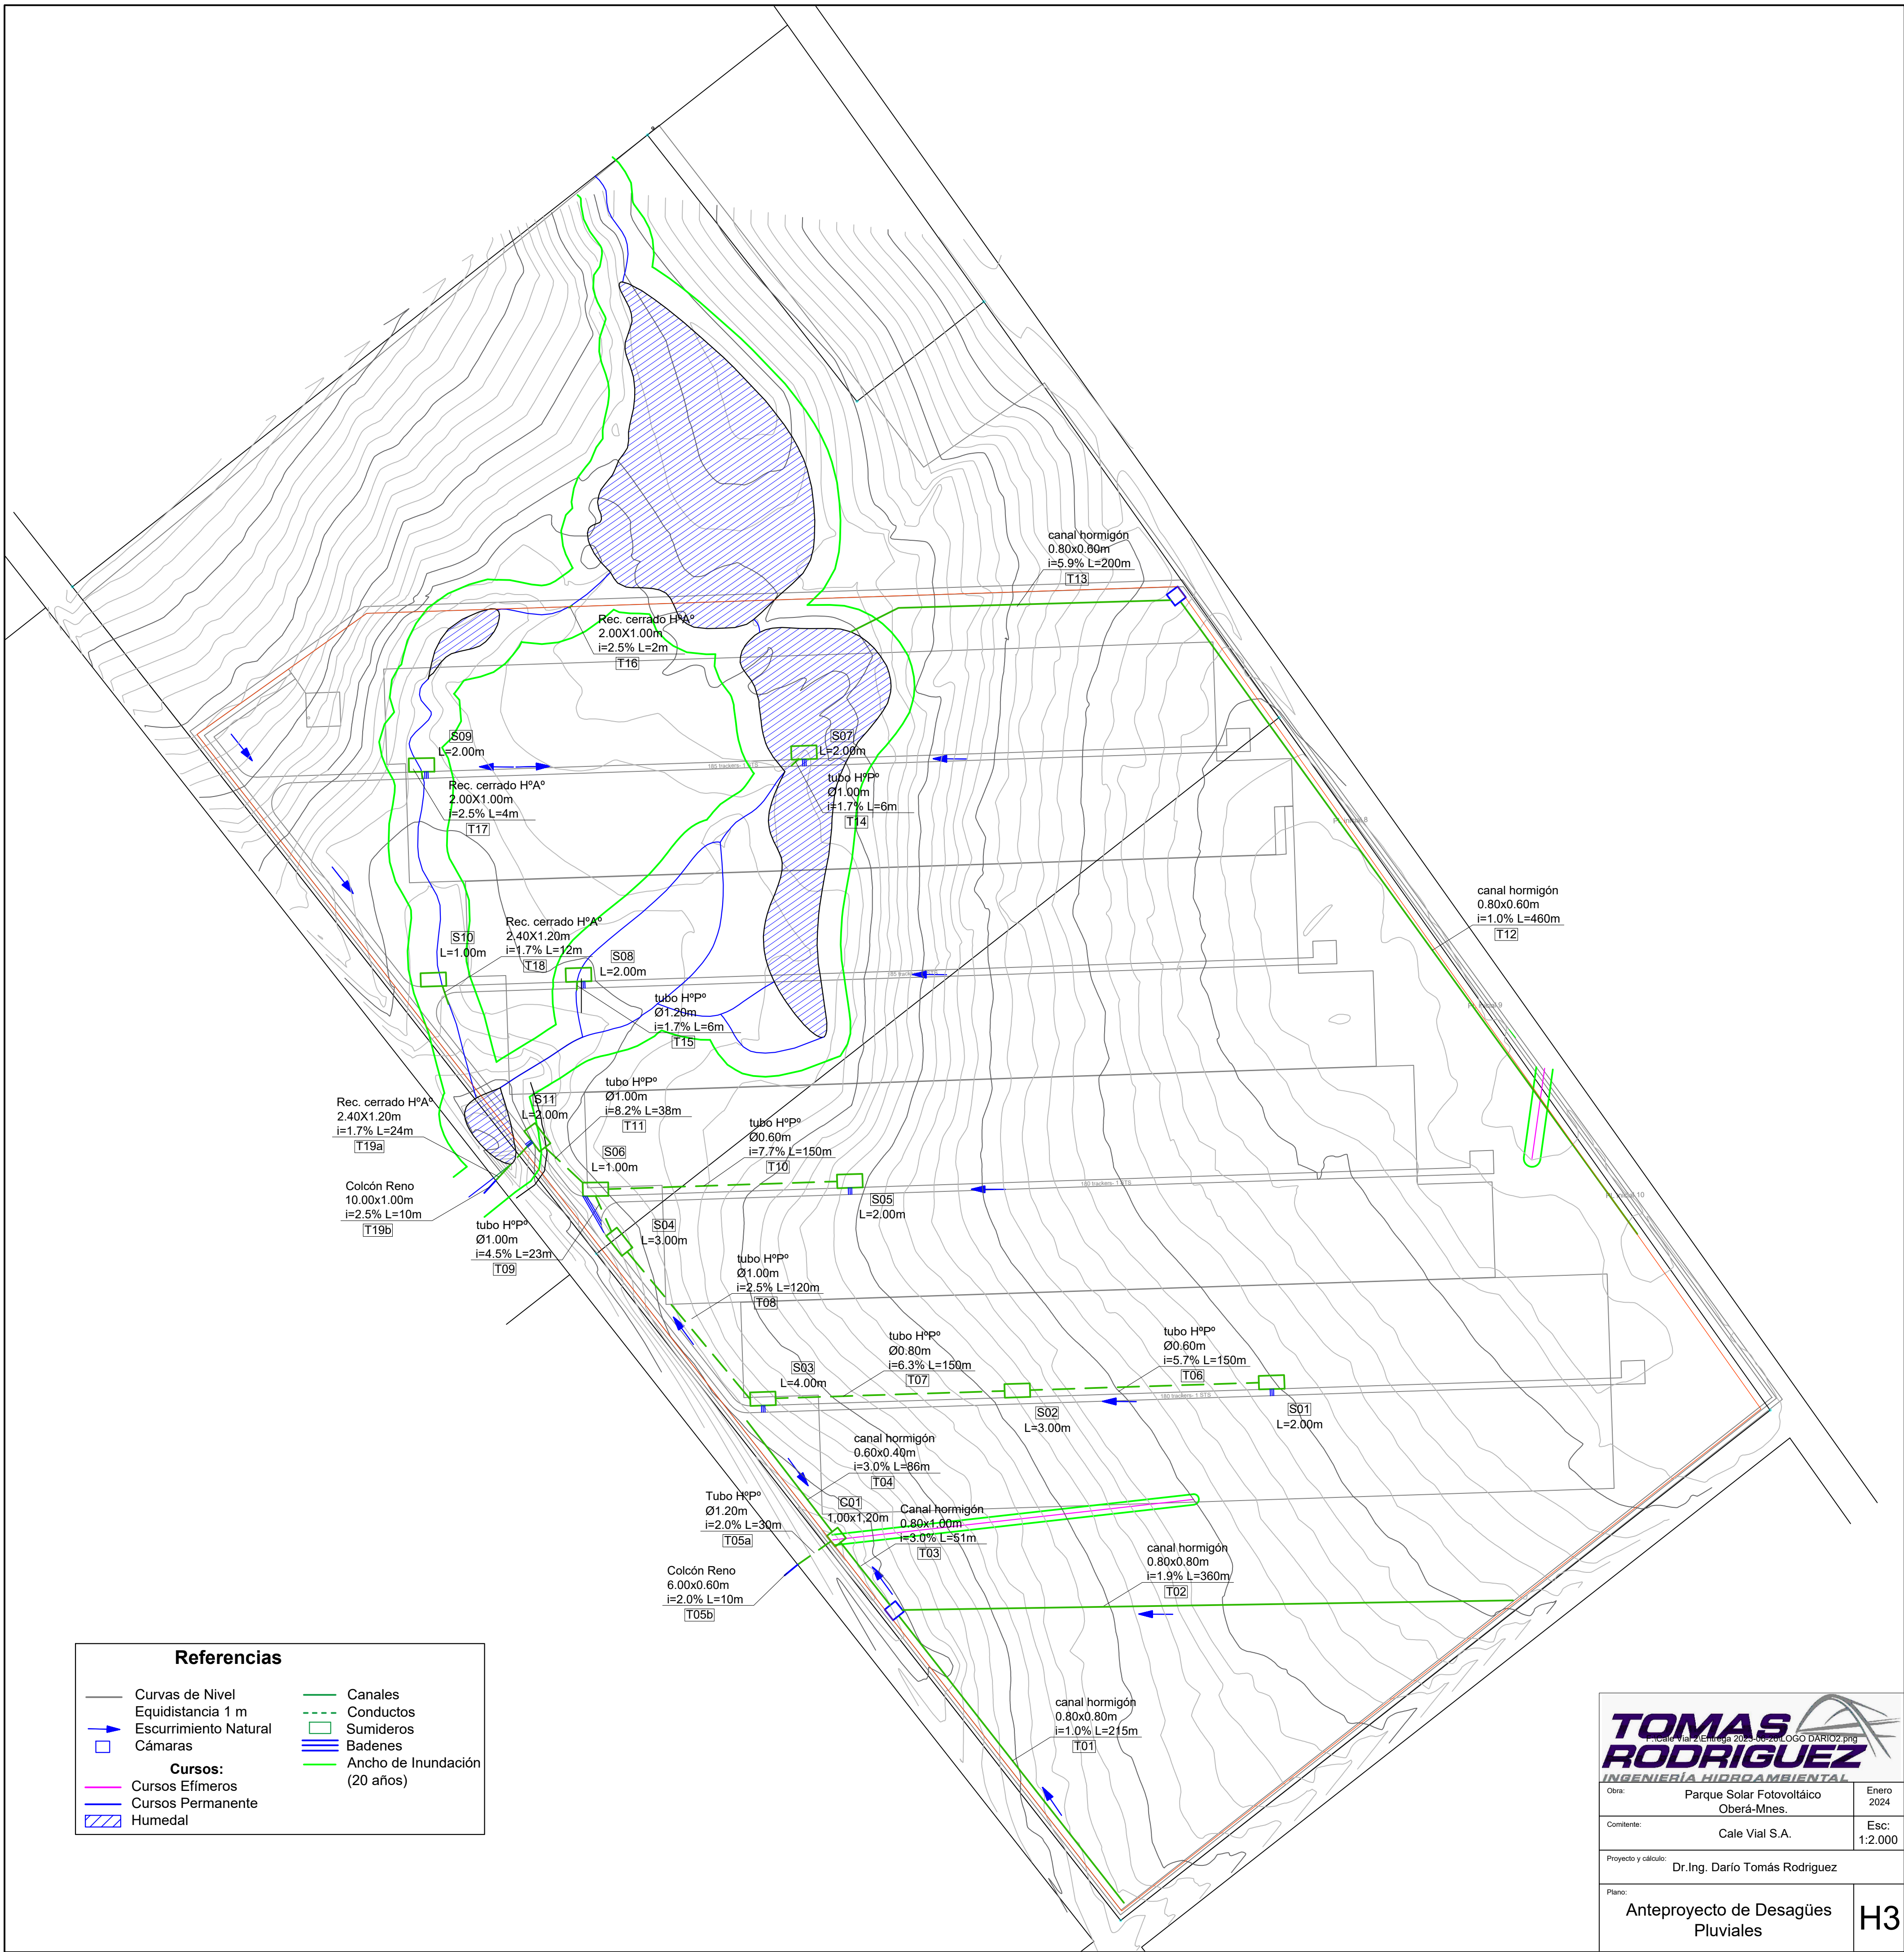 canal hormigón
0.80x0.60m
i=5.9% L=200m
T13
Rec. cerrado HºAº
2.00X1.00m
i=2.5% L=2m
T16
S09
L=2.00m
S07
L=2.00m
185 trackers- 1 STS
Rec. cerrado HºAº
2.00X1.00m
i=2.5% L=4m
T17
tubo HºPº
Ø1.00m
i=1.7% L=6m
T14
canal hormigón
0.80x0.60m
i=1.0% L=460m
T12
Rec. cerrado HºAº
2.40X1.20m
i=1.7% L=12m
T18
S10
L=1.00m
S08
L=2.00m
tubo HºPº
Ø1.20m
i=1.7% L=6m
T15
tubo HºPº
Ø1.00m
i=8.2% L=38m
T11
S11
L=2.00m
Rec. cerrado HºAº
2.40X1.20m
i=1.7% L=24m
T19a
tubo HºPº
Ø0.60m
i=7.7% L=150m
T10
S06
L=1.00m
Colcón Reno
10.00x1.00m
i=2.5% L=10m
T19b
180 trackers- 1 STS
S05
L=2.00m
tubo HºPº
Ø1.00m
i=4.5% L=23m
T09
S04
L=3.00m
tubo HºPº
Ø1.00m
i=2.5% L=120m
T08
tubo HºPº
Ø0.80m
i=6.3% L=150m
T07
tubo HºPº
Ø0.60m
i=5.7% L=150m
T06
S03
L=4.00m
180 trackers- 1 STS
S02
L=3.00m
S01
L=2.00m
canal hormigón
0.60x0.40m
i=3.0% L=86m
T04
Tubo HºPº
Ø1.20m
i=2.0% L=30m
T05a
C01
1,00x1,20m
Canal hormigón
0.80x1.00m
i=3.0% L=51m
T03
canal hormigón
0.80x0.80m
i=1.9% L=360m
T02
Colcón Reno
6.00x0.60m
i=2.0% L=10m
T05b
canal hormigón
0.80x0.80m
i=1.0% L=215m
T01
Referencias
Curvas de Nivel
Equidistancia 1 m
Escurrimiento Natural
Cámaras
Cursos:
Cursos Efímeros
Cursos Permanente
Humedal
Canales
Conductos
Sumideros
Badenes
Ancho de Inundación
(20 años)
TOMAS
RODRIGUEZ
INGENIERÍA HIDROAMBIENTAL
Obra:
Parque Solar Fotovoltáico
Oberá-Mnes.
Enero
2024
Comitente:
Cale Vial S.A.
Esc:
1:2.000
Proyecto y cálculo:
Dr.Ing. Darío Tomás Rodriguez
Plano:
Anteproyecto de Desagües
Pluviales
H3